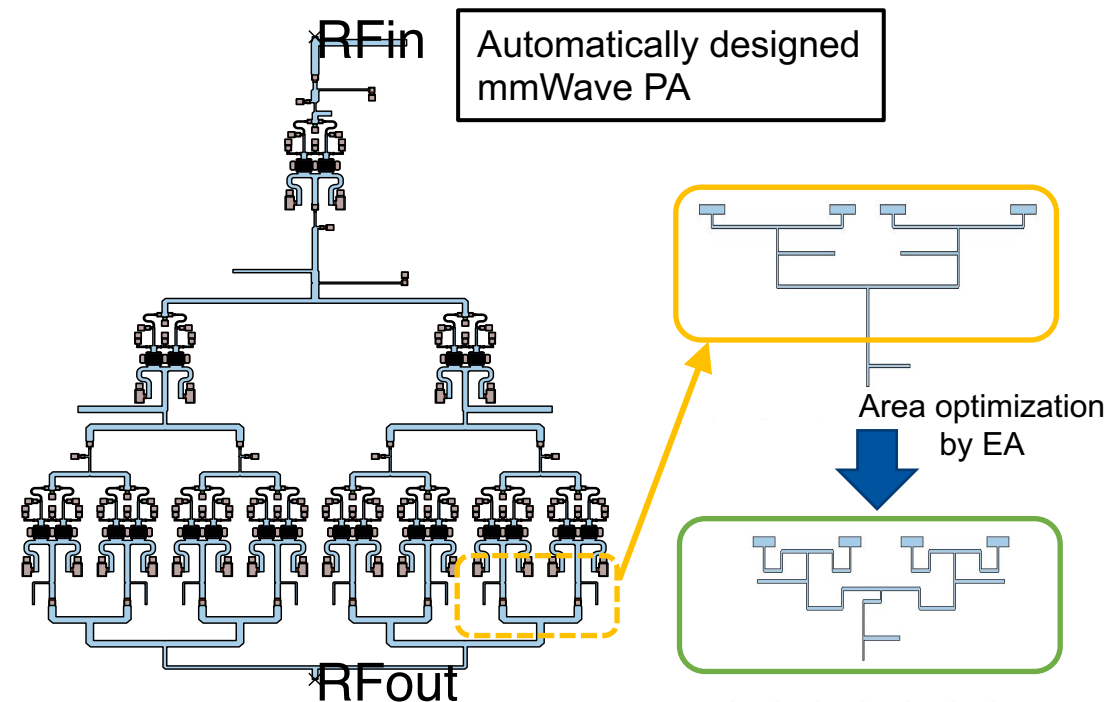 RFin
Automatically designed
mmWave PA
Area optimization
by EA
RFout